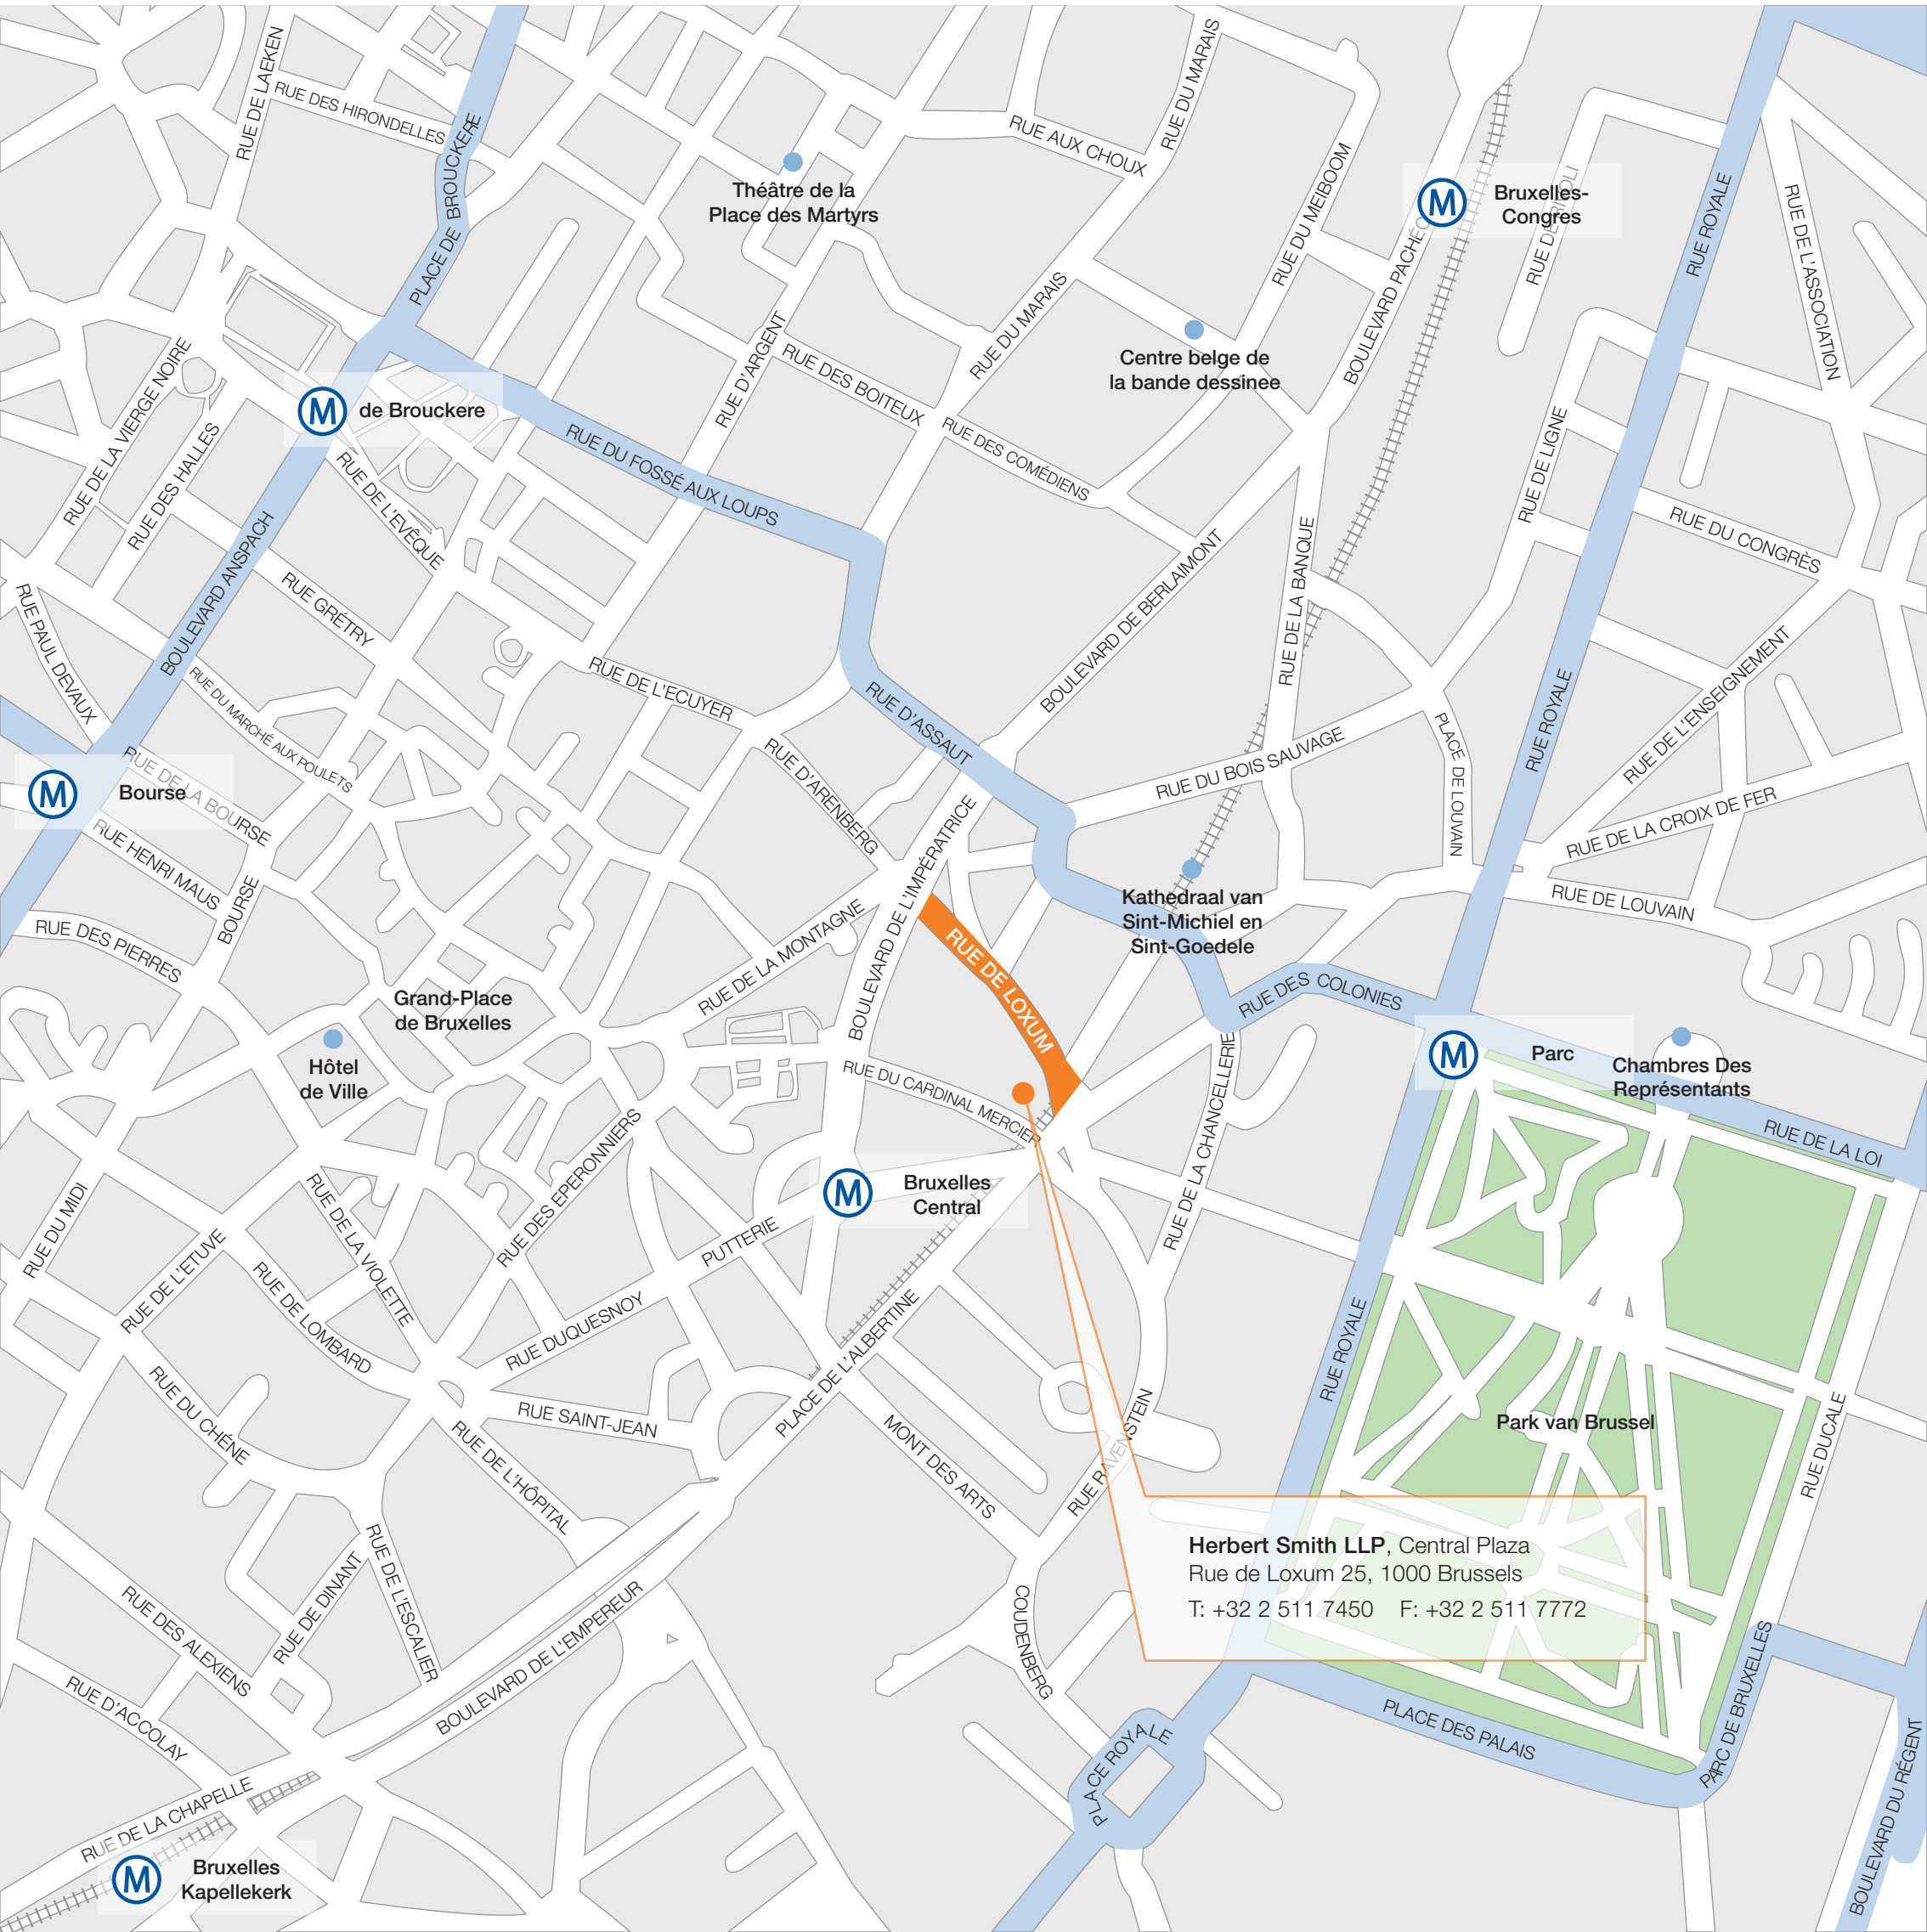 RUE DE LAEKEN
RUE DES HIRONDELLES
PLACE DE BROUCKERE
Théâtre de la
Place des Martyrs
RUE AUX CHOUX
RUE DU MARAIS
RUE DU MEIBOOM
BOULEVARD PACHÉCO
M
Bruxelles-
Congres
RUE DE RIPOLI
RUE ROYALE
RUE DE L'ASSOCIATION
RUE DE LA VIERGE NOIRE
RUE DES HALLES
M
de Brouckere
RUE DE L'EVÊQUE
RUE DU FOSSÉ AUX LOUPS
RUE D'ARGENT
RUE DES BOITEUX
RUE DU MARAIS
RUE DES COMÉDIENS
Centre belge de
la bande dessinee
RUE DE LIGNE
RUE DU CONGRÈS
RUE PAUL DEVAUX
BOULEVARD ANSPACH
RUE GRÉTRY
RUE DU MARCHÉ AUX POULETS
RUE DE L'ECUYER
RUE D'ASSAUT
BOULEVARD DE BERLAIMONT
RUE DE LA BANQUE
RUE DU BOIS SAUVAGE
PLACE DE LOUVAIN
RUE ROYALE
RUE DE L'ENSEIGNEMENT
RUE DE LA CROIX DE FER
RUE DE LOUVAIN
M
Bourse
RUE DE LA BOURSE
RUE HENRI MAUS
BOURSE
RUE DES PIERRES
RUE D'ARENBERG
BOULEVARD DE L'IMPÉRATRICE
RUE DE LA MONTAGNE
RUE DE LOXUM
Kathedraal van
Sint-Michiel en
Sint-Goedele
RUE DES COLONIES
Grand-Place
de Bruxelles
Hôtel
de Ville
RUE DU CARDINAL MERCIER
RUE DE LA CHANCELLERIE
M
Parc
Chambres Des
Représentants
RUE DE LA LOI
RUE DU MIDI
RUE DE L'ETUVE
RUE DE LA VIOLETTE
RUE DES EPERONNIERS
RUE DE LOMBARD
PUTTERIE
M
Bruxelles
Central
RUE DUQUESNOY
PLACE DE L'ALBERTINE
RUE ROYALE
RUE DU CHÉNE
RUE SAINT-JEAN
RUE DE L'HÔPITAL
MONT DES ARTS
RUE RAVENSTEIN
Park van Brussel
RUE DUCALE
Herbert Smith LLP, Central Plaza
Rue de Loxum 25, 1000 Brussels
T: +32 2 511 7450 F: +32 2 511 7772
RUE DES ALEXIENS
RUE DE DINANT
RUE DE L'ESCALIER
RUE D'ACCOLAY
BOULEVARD DE L'EMPEREUR
COUDENBERG
PLACE ROYALE
PLACE DES PALAIS
PARC DE BRUXELLES
BOULEVARD DU RÉGENT
RUE DE LA CHAPELLE
M
Bruxelles
Kapellekerk